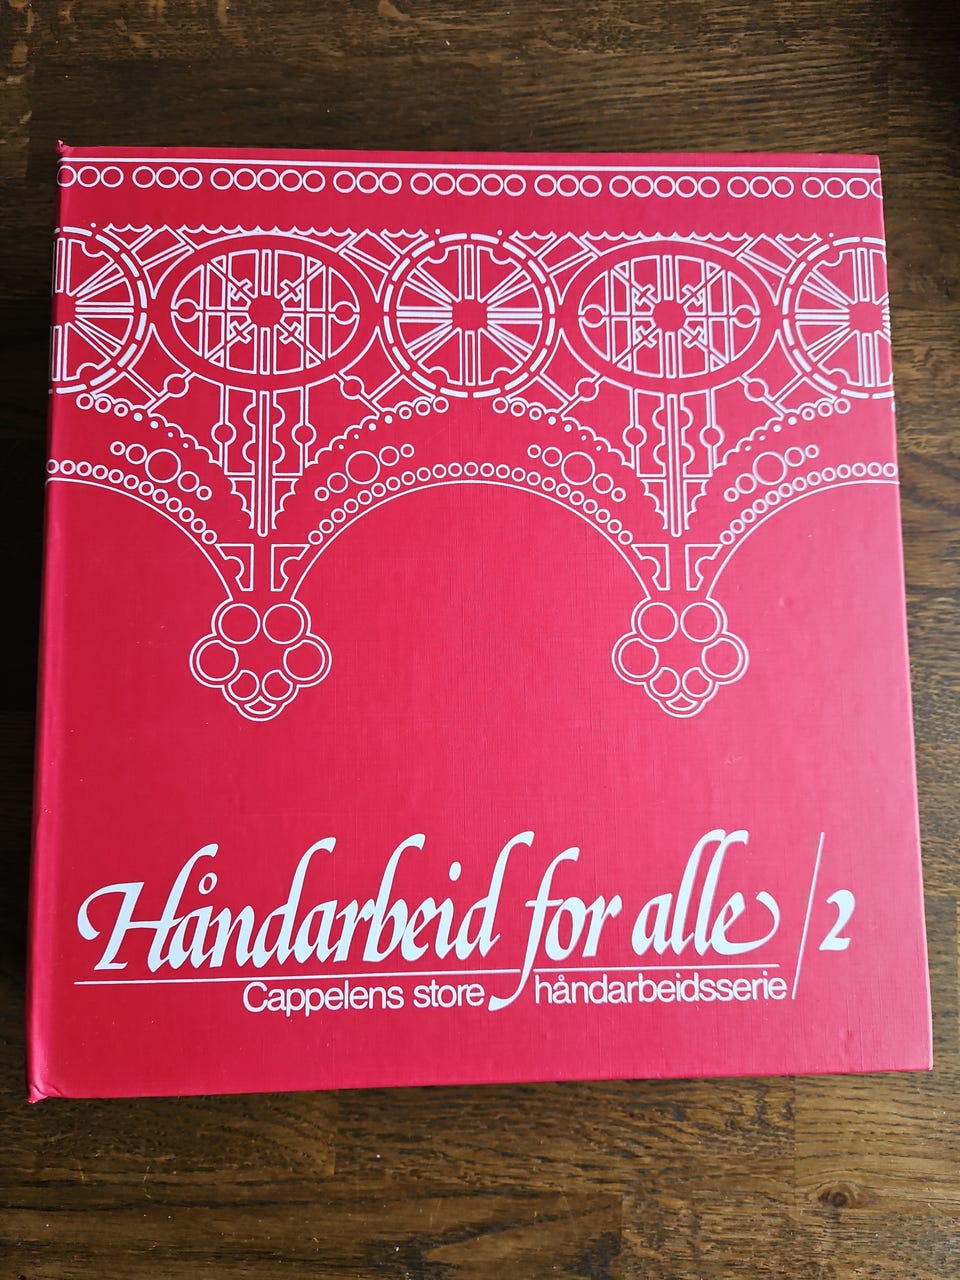 Håndarbeid for alle / 2
Cappelens store håndarbeidsserie